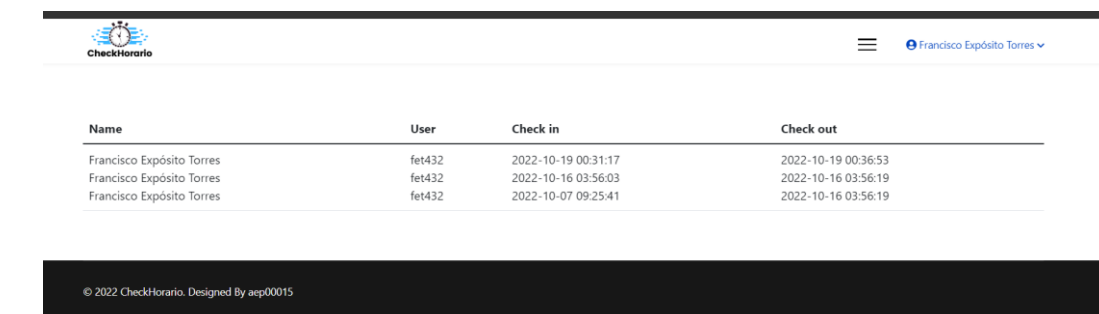 CheckHorario
Francisco Expósito Torres
Name User Check in Check out
Francisco Expósito Torres fet432 2022-10-19 00:31:17 2022-10-19 00:36:53
Francisco Expósito Torres fet432 2022-10-16 03:56:03 2022-10-16 03:56:19
Francisco Expósito Torres fet432 2022-10-07 09:25:41 2022-10-16 03:56:19
© 2022 CheckHorario. Designed By aep00015